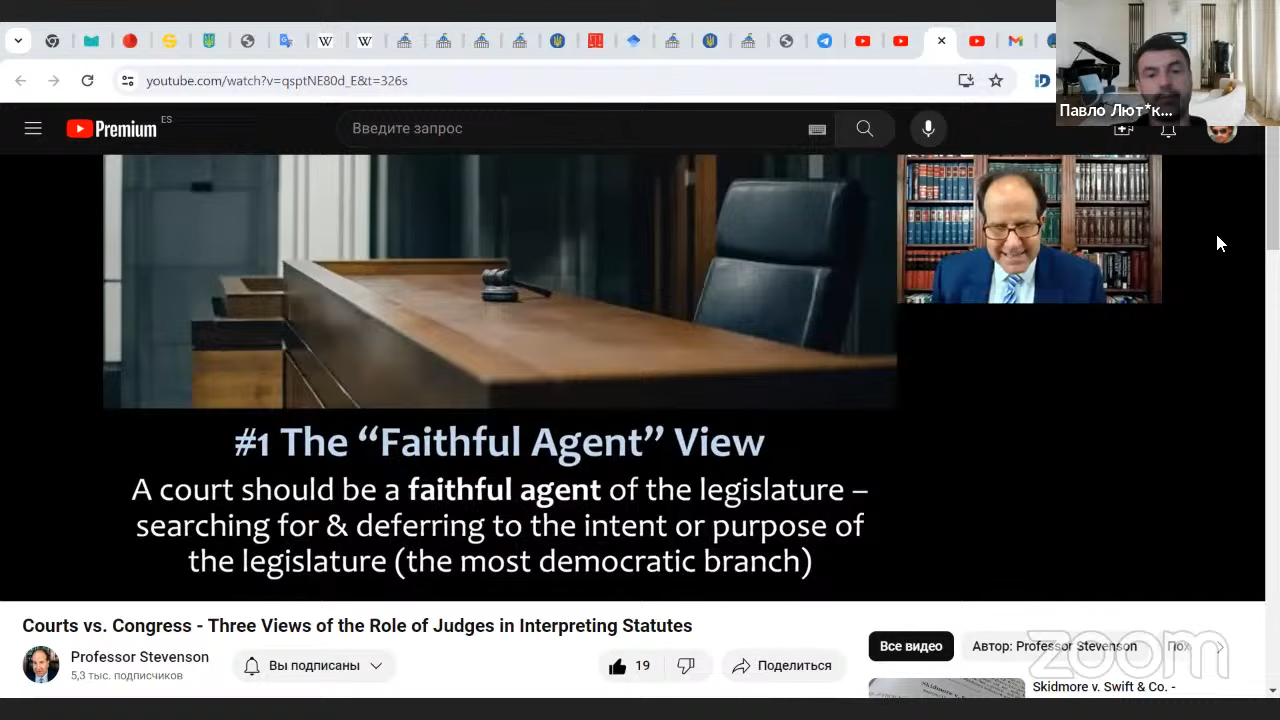 youtube.com/watch?v=qsptNE80d_E&t=326s
Павло Лют*к...
Premium
ES
Введите запрос
#1 The “Faithful Agent” View
A court should be a faithful agent of the legislature –
searching for & deferring to the intent or purpose of
the legislature (the most democratic branch)
Courts vs. Congress - Three Views of the Role of Judges in Interpreting Statutes
Professor Stevenson
5,3 тыс. подписчиков
Вы подписаны
19
Поделиться
Все видео
Автор: Professor Stevenson
Пох
zoom
Skidmore v. Swift & Co. -